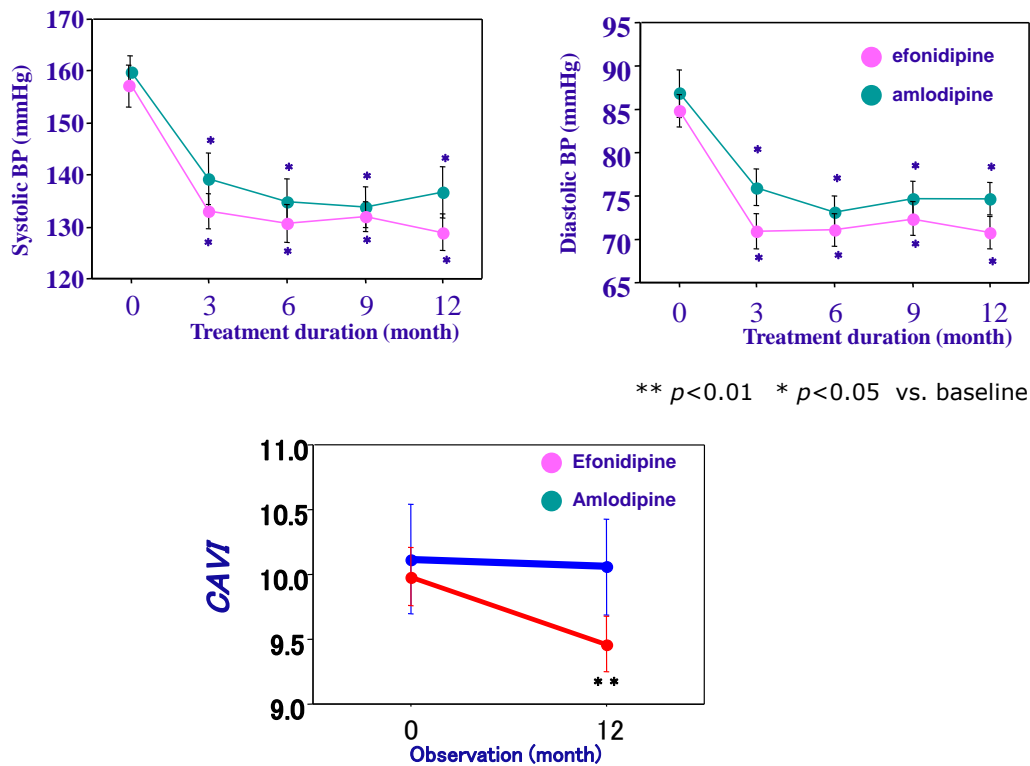 170
160
150
140
130
120
Systolic BP (mmHg)
*
*
*
*
*
*
*
*
0 3 6 9 12
Treatment duration (month)
95
90
85
80
75
70
65
Diastolic BP (mmHg)
efonidipine
amlodipine
*
*
*
*
*
*
*
*
0 3 6 9 12
Treatment duration (month)
** p<0.01 * p<0.05 vs. baseline
11.0
10.5
10.0
9.5
9.0
CAVI
Efonidipine
Amlodipine
**
0 12
Observation (month)